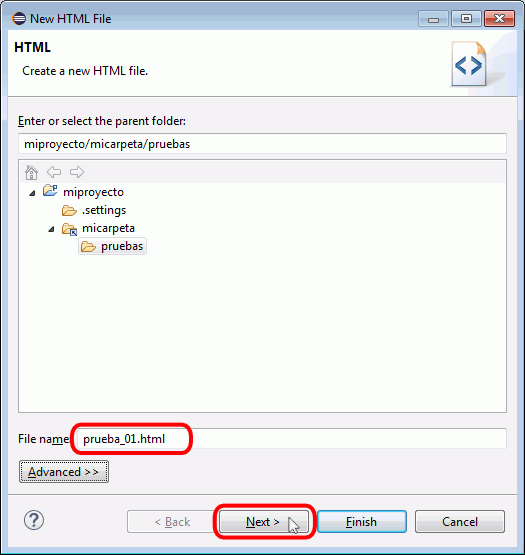 New HTML File
HTML
Create a new HTML file.
Enter or select the parent folder:
miproyecto/micarpeta/pruebas
miproyecto
.settings
micarpeta
pruebas
File name: prueba_01.html
Advanced >>
< Back Next > Finish Cancel